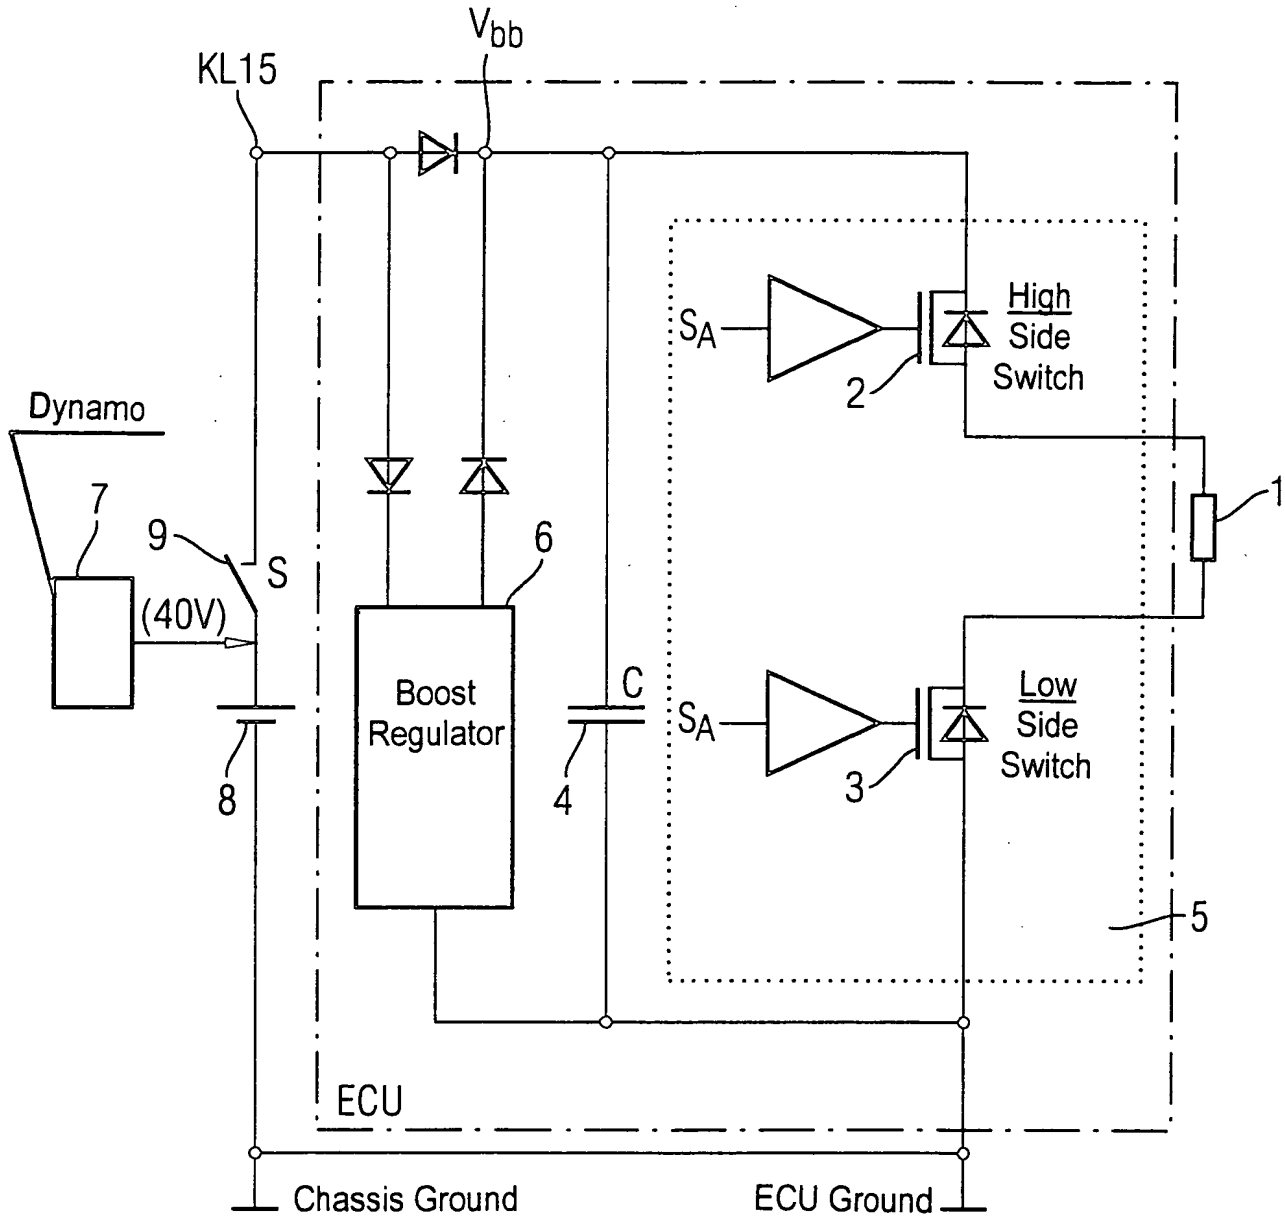 Vbb
KL15
High
Side
Switch
SA
2
Dynamo
7
9
S
6
1
(40V)
Boost
Regulator
C
SA
Low
Side
Switch
8
4
3
5
ECU
Chassis Ground
ECU Ground